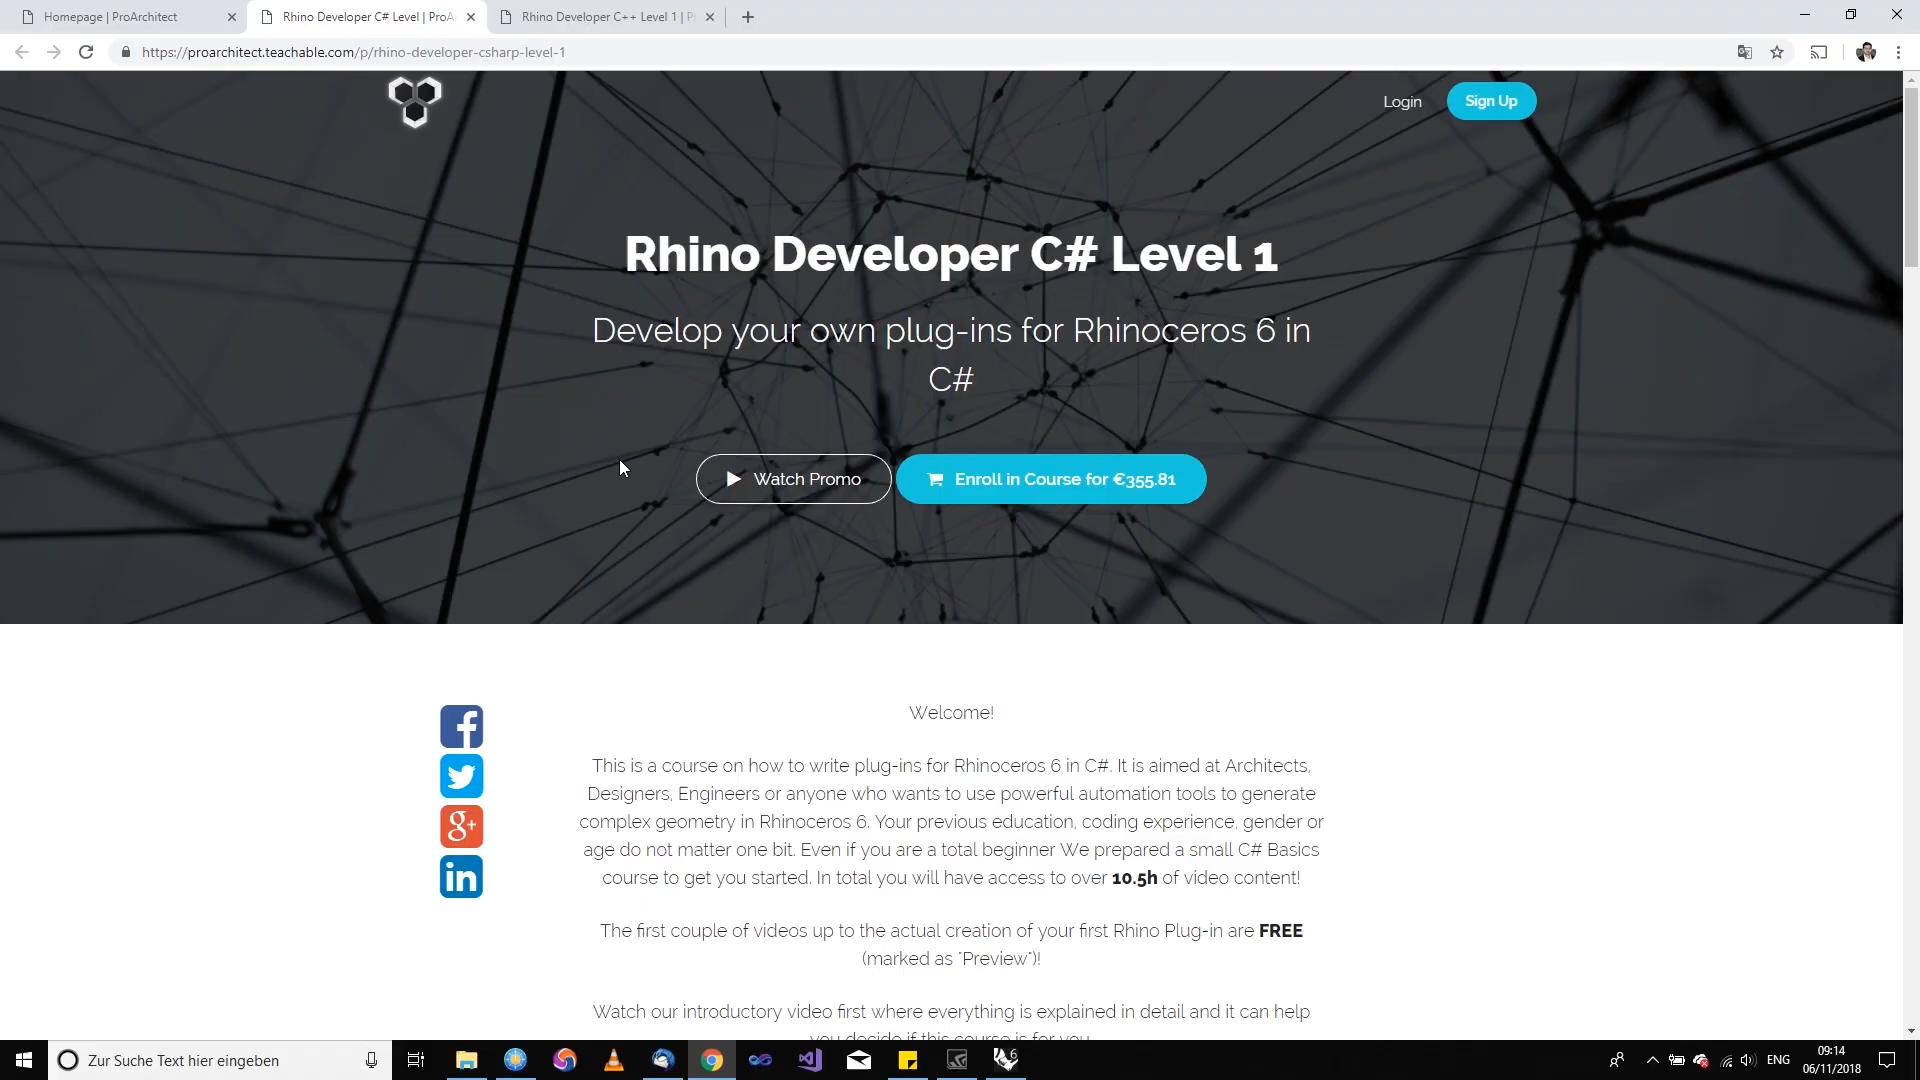 Homepage | ProArchitect
Rhino Developer C# Level | ProA
Rhino Developer C++ Level 1 | P
https://proarchitect.teachable.com/p/rhino-developer-csharp-level-1
Login
Sign Up
Rhino Developer C# Level 1
Develop your own plug-ins for Rhinoceros 6 in
C#
Watch Promo
Enroll in Course for €355.81
Welcome!
This is a course on how to write plug-ins for Rhinoceros 6 in C#. It is aimed at Architects,
Designers, Engineers or anyone who wants to use powerful automation tools to generate
complex geometry in Rhinoceros 6. Your previous education, coding experience, gender or
age do not matter one bit. Even if you are a total beginner We prepared a small C# Basics
course to get you started. In total you will have access to over 10.5h of video content!
The first couple of videos up to the actual creation of your first Rhino Plug-in are FREE
(marked as "Preview")!
Watch our introductory video first where everything is explained in detail and it can help
you decide if this course is for you
Zur Suche Text hier eingeben
ENG
09:14
06/11/2018